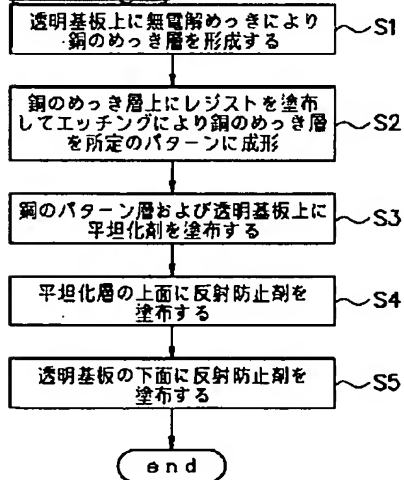 透明基板上に無電解めっきにより
銅のめっき層を形成する
S1
銅のめっき層上にレジストを塗布
してエッチングにより銅のめっき層
を所定のパターンに成形
S2
銅のパターン層および透明基板上に
平坦化剤を塗布する
S3
平坦化層の上面に反射防止剤を
塗布する
S4
透明基板の下面に反射防止剤を
塗布する
S5
end